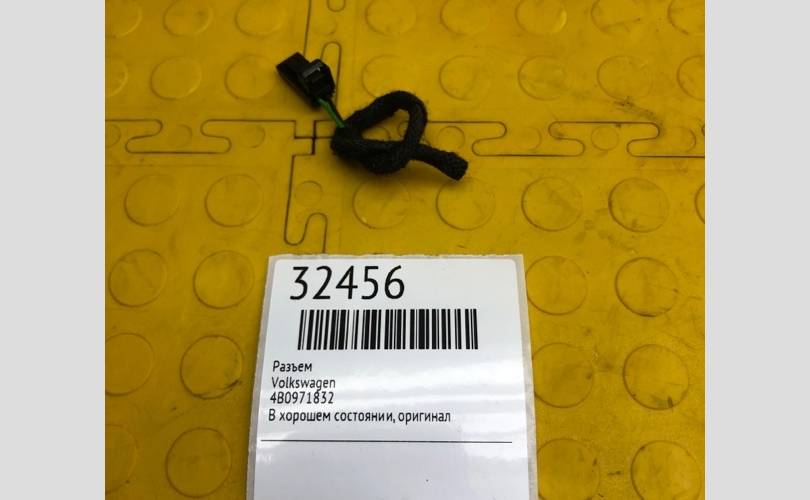 32456
Разъем
Volkswagen
4B0971832
В хорошем состоянии, оригинал